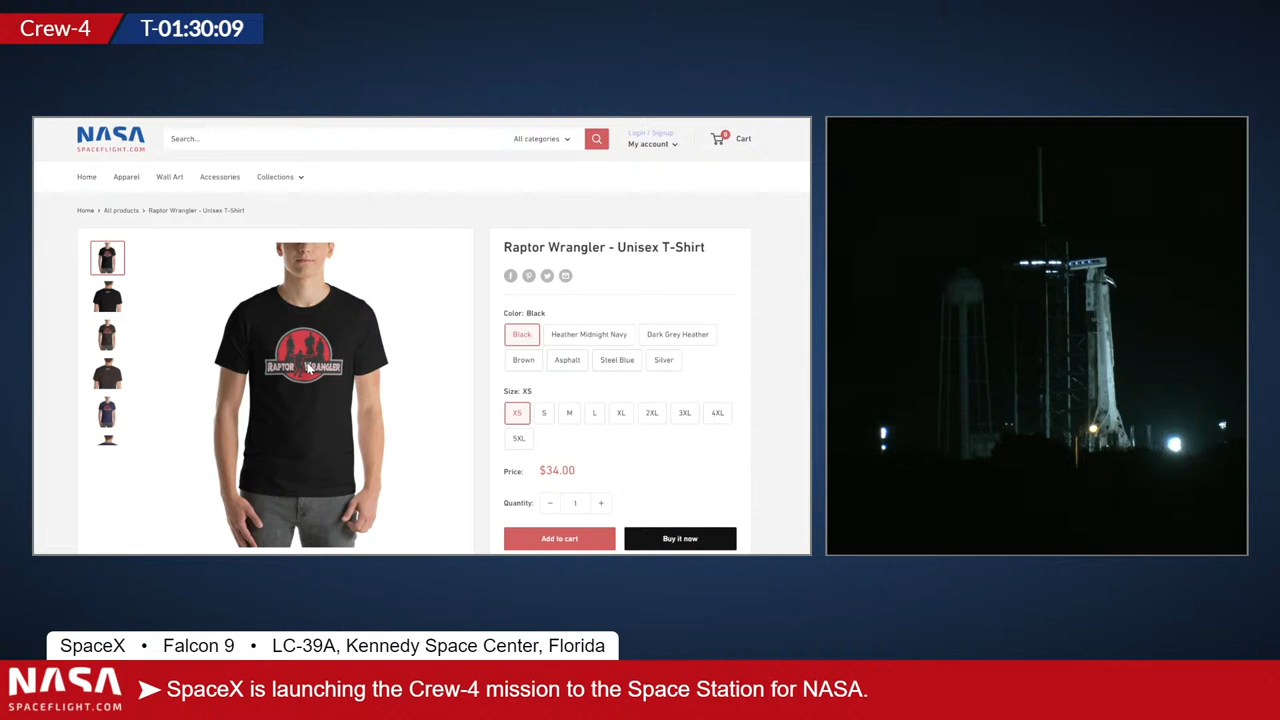 Crew-4
T-01:30:09
NASA
SPACEFLIGHT.COM
Search...
All categories
Login / Signup
My account
0
Cart
Home
Apparel
Wall Art
Accessories
Collections
Home > All products > Raptor Wrangler - Unisex T-Shirt
RAPTOR WRANGLER
Raptor Wrangler - Unisex T-Shirt
Color: Black
Black
Heather Midnight Navy
Dark Grey Heather
Brown
Asphalt
Steel Blue
Silver
Size: XS
XS
S
M
L
XL
2XL
3XL
4XL
5XL
Price: $34.00
Quantity: − 1 +
Add to cart
Buy it now
SpaceX • Falcon 9 • LC-39A, Kennedy Space Center, Florida
NASA
SPACEFLIGHT.COM
SpaceX is launching the Crew-4 mission to the Space Station for NASA.